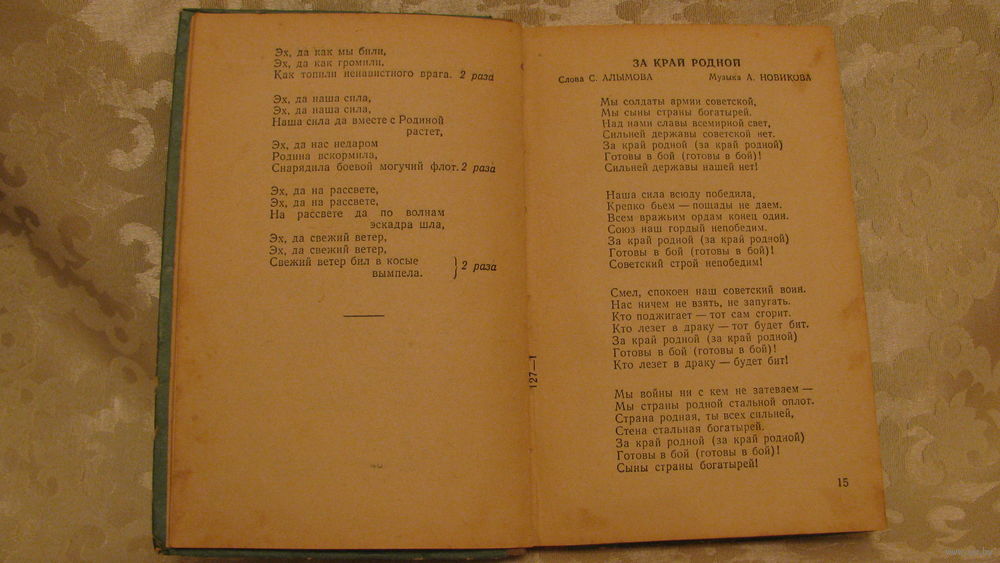 Эх, да как мы били,
Эх, да как громили,
Как топили ненавистного врага. 2 раза
Эх, да наша сила,
Эх, да наша сила,
Наша сила да вместе с Родиной
растет,
Эх, да нас недаром
Родина вскормила,
Снарядила боевой могучий флот. 2 раза
Эх, да на рассвете,
Эх, да на рассвете,
На рассвете да по волнам
эскадра шла,
Эх, да свежий ветер,
Эх, да свежий ветер,
Свежий ветер бил в косые
вымпела. } 2 раза
ЗА КРАЙ РОДНОЙ
Слова С. АЛЫМОВА Музыка А. НОВИКОВА
Мы солдаты армии советской,
Мы сыны страны богатырей.
Над нами славы всемирной свет,
Сильней державы советской нет.
За край родной (за край родной)
Готовы в бой (готовы в бой)!
Сильней державы нашей нет!
Наша сила всюду победила,
Крепко бьем — пощады не даем.
Всем вражьим ордам конец один.
Союз наш гордый непобедим.
За край родной (за край родной)
Готовы в бой (готовы в бой)!
Советский строй непобедим!
Смел, спокоен наш советский воин.
Нас ничем не взять, не запугать.
Кто поджигает — тот сам сгорит.
Кто лезет в драку — тот будет бит.
За край родной (за край родной)
Готовы в бой (готовы в бой)!
Кто лезет в драку — будет бит!
Мы войны ни с кем не затеваем —
Мы страны родной стальной оплот.
Страна родная, ты всех сильней,
Стена стальная богатырей.
За край родной (за край родной)
Готовы в бой (готовы в бой)!
Сыны страны богатырей!
127—1
15